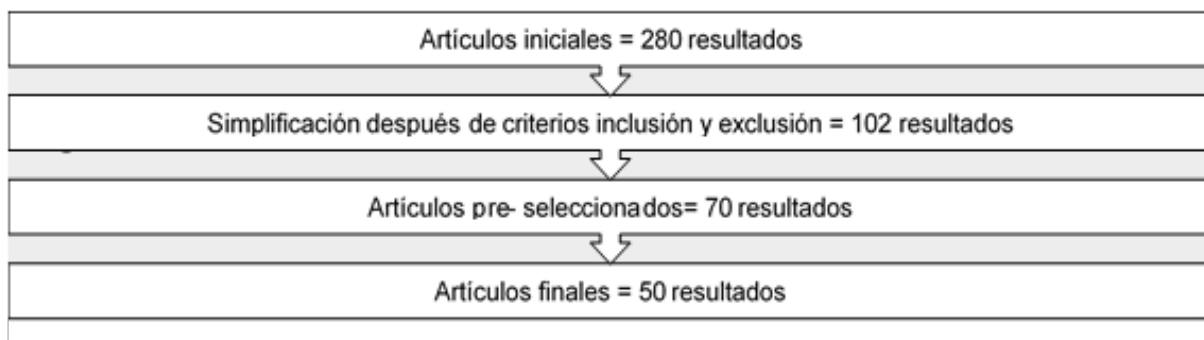 Artículos iniciales = 280 resultados
Simplificación después de criterios inclusión y exclusión = 102 resultados
Artículos pre- seleccionados= 70 resultados
Artículos finales = 50 resultados